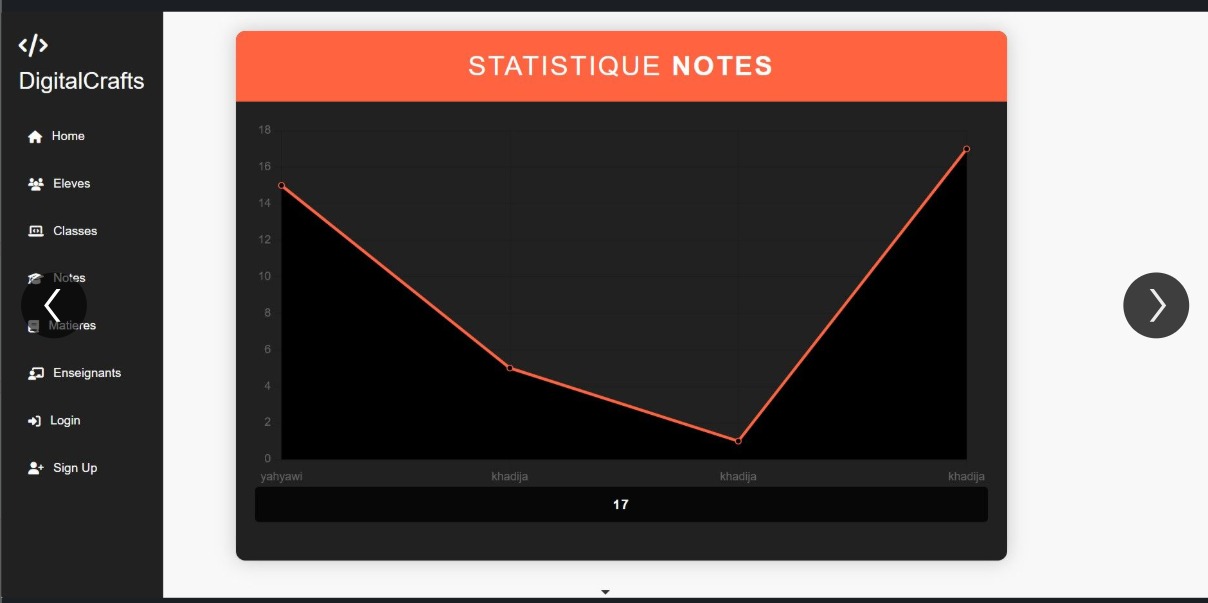 </>
DigitalCrafts
Home
Eleves
Classes
Notes
Matieres
Enseignants
Login
Sign Up
STATISTIQUE NOTES
18
16
14
12
10
8
6
4
2
0
yahyawi khadija khadija khadija
17